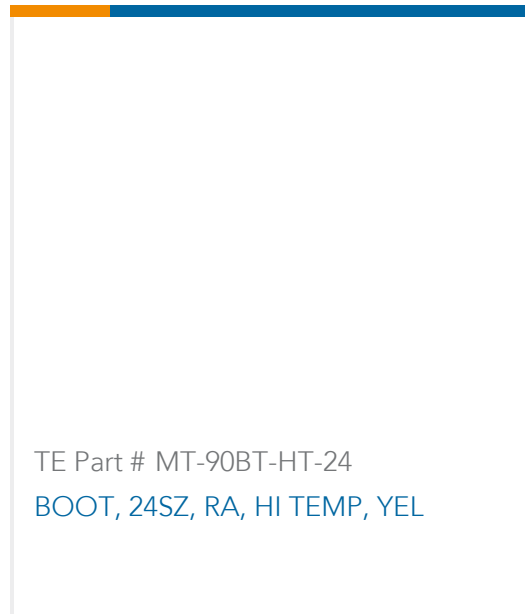 TE Part # MT-90BT-HT-24
BOOT, 24SZ, RA, HI TEMP, YEL